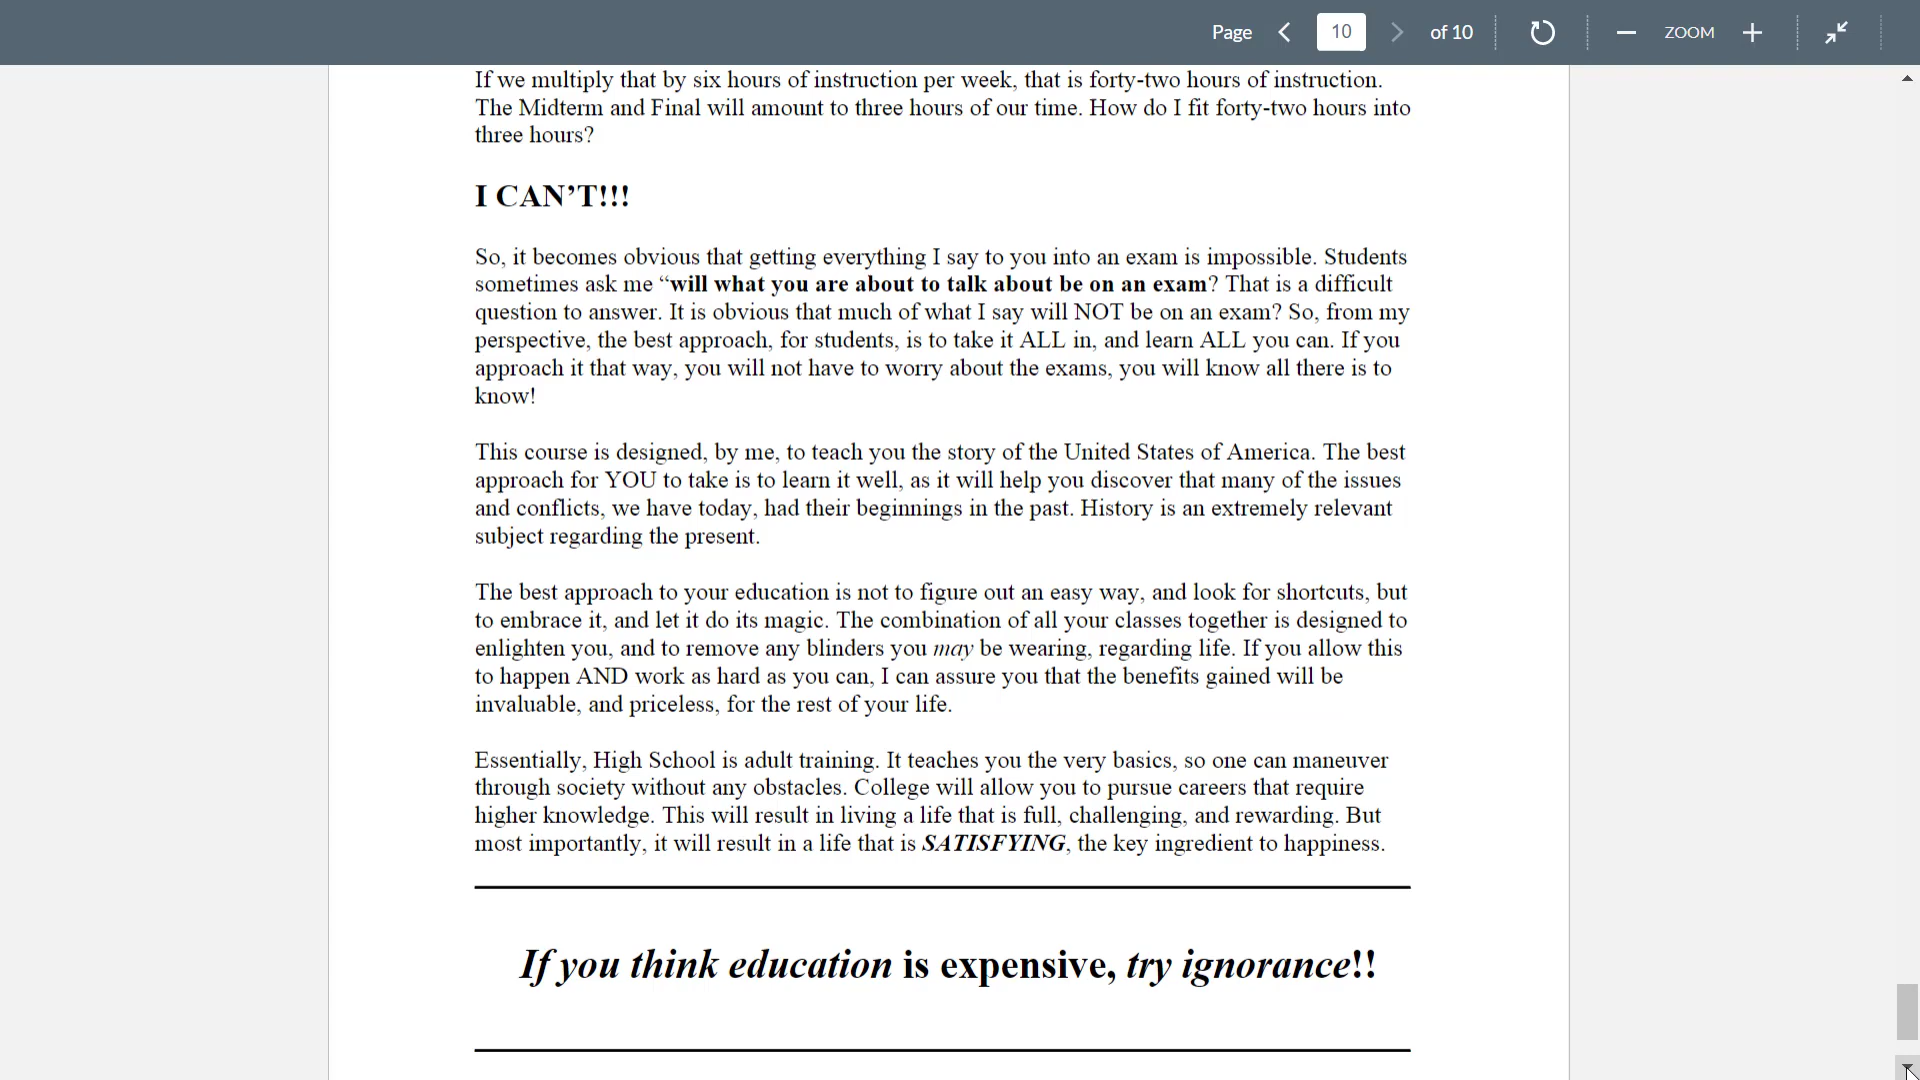 Page 10 of 10 ZOOM
If we multiply that by six hours of instruction per week, that is forty-two hours of instruction.
The Midterm and Final will amount to three hours of our time. How do I fit forty-two hours into
three hours?
I CAN’T!!!
So, it becomes obvious that getting everything I say to you into an exam is impossible. Students
sometimes ask me “will what you are about to talk about be on an exam? That is a difficult
question to answer. It is obvious that much of what I say will NOT be on an exam? So, from my
perspective, the best approach, for students, is to take it ALL in, and learn ALL you can. If you
approach it that way, you will not have to worry about the exams, you will know all there is to
know!
This course is designed, by me, to teach you the story of the United States of America. The best
approach for YOU to take is to learn it well, as it will help you discover that many of the issues
and conflicts, we have today, had their beginnings in the past. History is an extremely relevant
subject regarding the present.
The best approach to your education is not to figure out an easy way, and look for shortcuts, but
to embrace it, and let it do its magic. The combination of all your classes together is designed to
enlighten you, and to remove any blinders you may be wearing, regarding life. If you allow this
to happen AND work as hard as you can, I can assure you that the benefits gained will be
invaluable, and priceless, for the rest of your life.
Essentially, High School is adult training. It teaches you the very basics, so one can maneuver
through society without any obstacles. College will allow you to pursue careers that require
higher knowledge. This will result in living a life that is full, challenging, and rewarding. But
most importantly, it will result in a life that is SATISFYING, the key ingredient to happiness.
If you think education is expensive, try ignorance!!